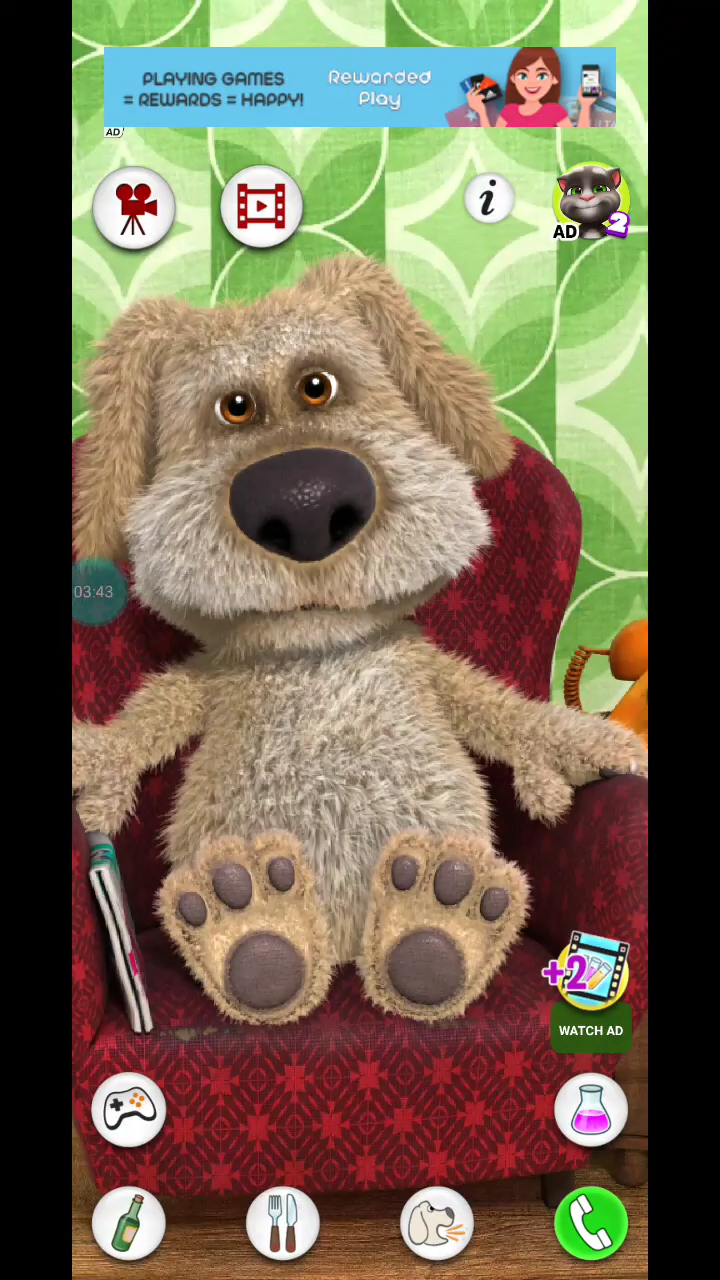 PLAYING GAMES
= REWARDS = HAPPY!
Rewarded
Play
AD
i
AD
2
03:43
+2
WATCH AD